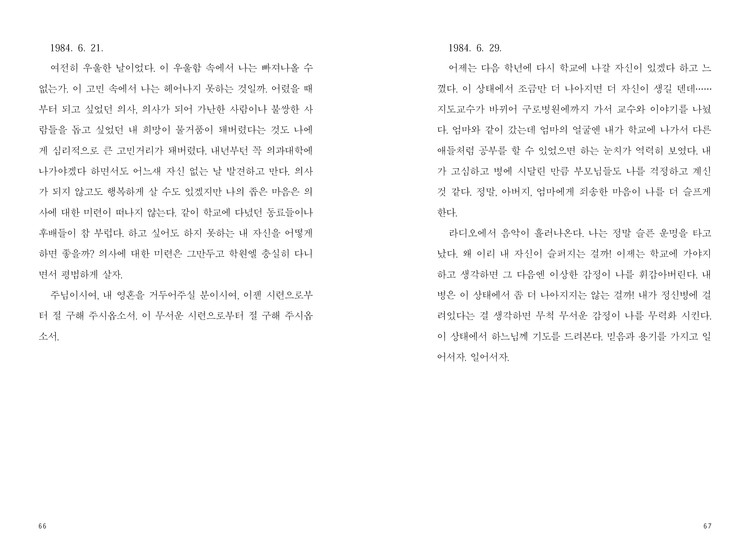 1984. 6. 21.
여전히 우울한 날이었다. 이 우울함 속에서 나는 빠져나올 수
없는가. 이 고민 속에서 나는 헤어나지 못하는 것일까. 어렸을 때
부터 되고 싶었던 의사. 의사가 되어 가난한 사람이나 불쌍한 사
람들을 돕고 싶었던 내 희망이 물거품이 돼버렸다는 것도 나에
게 심리적으로 큰 고민거리가 돼버렸다. 내년부턴 꼭 의과대학에
나가야겠다 하면서도 어느새 자신 없는 날 발견하고 만다. 의사
가 되지 않고도 행복하게 살 수도 있겠지만 나의 좁은 마음은 의
사에 대한 미련이 떠나지 않는다. 같이 학교에 다녔던 동료들이나
후배들이 참 부럽다. 하고 싶어도 하지 못하는 내 자신을 어떻게
하면 좋을까? 의사에 대한 미련은 그만두고 학원엘 충실히 다니
면서 평범하게 살자.
주님이시여, 내 영혼을 거두어주실 분이시여, 이젠 시련으로부
터 절 구해 주시옵소서. 이 무서운 시련으로부터 절 구해 주시옵
소서.
66
1984. 6. 29.
어제는 다음 학년에 다시 학교에 나갈 자신이 있겠다 하고 느
꼈다. 이 상태에서 조금만 더 나아지면 더 자신이 생길 텐데……
지도교수가 바뀌어 구로병원에까지 가서 교수와 이야기를 나눴
다. 엄마와 같이 갔는데 엄마의 얼굴엔 내가 학교에 나가서 다른
애들처럼 공부를 할 수 있었으면 하는 눈치가 역력히 보였다. 내
가 고심하고 병에 시달린 만큼 부모님들도 나를 걱정하고 계신
것 같다. 정말, 아버지, 엄마에게 죄송한 마음이 나를 더 슬프게
한다.
라디오에서 음악이 흘러나온다. 나는 정말 슬픈 운명을 타고
났다. 왜 이리 내 자신이 슬퍼지는 걸까! 이제는 학교에 가야지
하고 생각하면 그 다음엔 이상한 감정이 나를 휘감아버린다. 내
병은 이 상태에서 좀 더 나아지지는 않는 걸까! 내가 정신병에 걸
려있다는 걸 생각하면 무척 무서운 감정이 나를 무력화 시킨다.
이 상태에서 하느님께 기도를 드려본다. 믿음과 용기를 가지고 일
어서자. 일어서자.
67